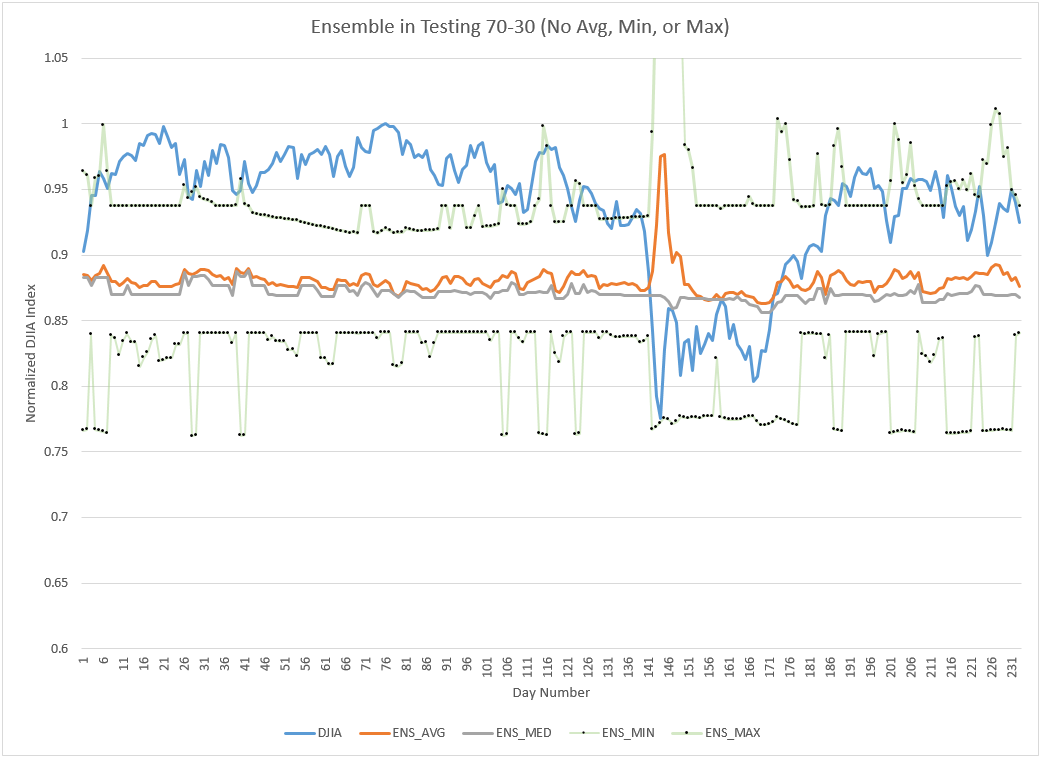 Ensemble in Testing 70-30 (No Avg, Min, or Max)
Normalized DJIA Index
1.05
1
0.95
0.9
0.85
0.8
0.75
0.7
0.65
0.6
1 6 11 16 21 26 31 36 41 46 51 56 61 66 71 76 81 86 91 96 101 106 111 116 121 126 131 136 141 146 151 156 161 166 171 176 181 186 191 196 201 206 211 216 221 226 231
Day Number
DJIA ENS_AVG ENS_MED ENS_MIN ENS_MAX